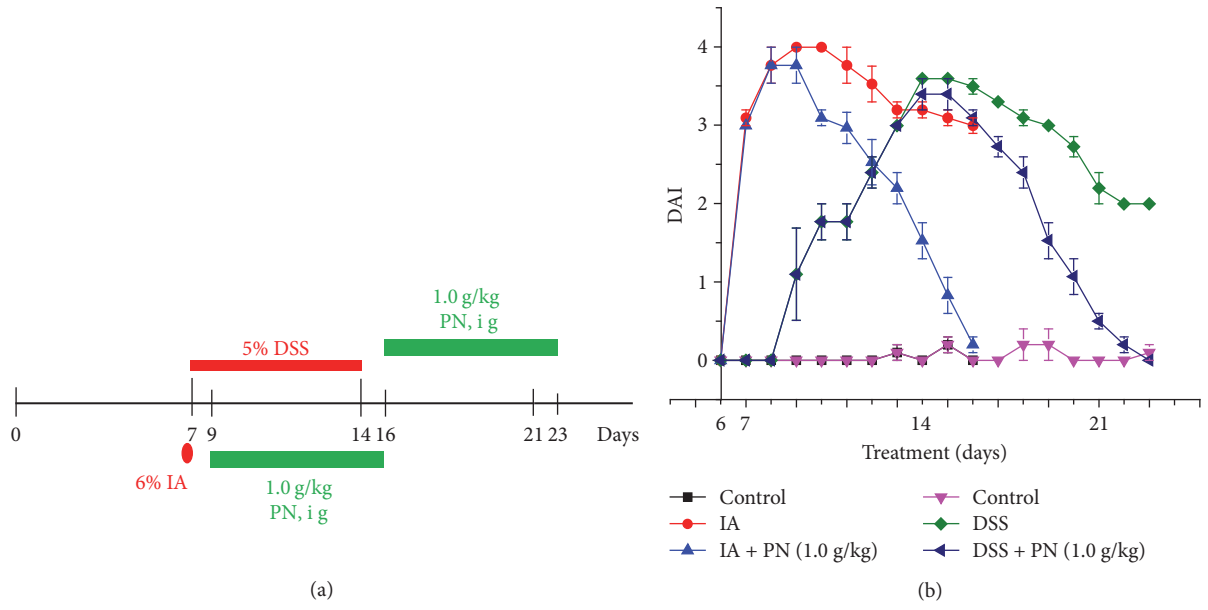 1.0 g/kg
PN, i g
5% DSS
0
7
9
14
16
21
23
Days
6% IA
1.0 g/kg
PN, i g
(a)
4
3
2
1
0
DAI
6
7
14
21
Treatment (days)
Control
IA
IA + PN (1.0 g/kg)
Control
DSS
DSS + PN (1.0 g/kg)
(b)